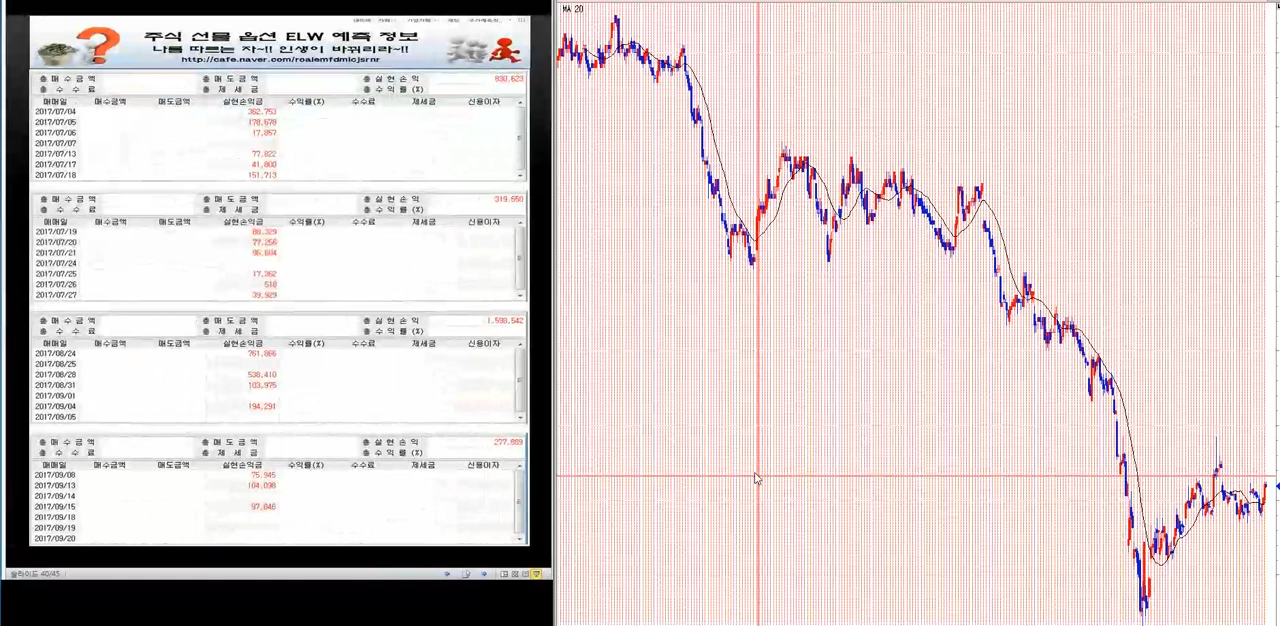 주식 선물 옵션 ELW 예측 정보
나를 따르는 자~!! 인생이 바뀌리라~!!
http://cafe.naver.com/roaiemfdmicjsrnr
총 매 수 금 액 총 매 도 금 액 총 실 현 손 익 830,623
총 수 수 료 총 제 세 금 총 수 익 률 (%)
매매일 매수금액 매도금액 실현손익금 수익률(%) 수수료 제세금 신용이자
2017/07/04 362,753
2017/07/05 178,678
2017/07/06 17,857
2017/07/07
2017/07/13 77,822
2017/07/17 41,800
2017/07/18 151,713
총 매 수 금 액 총 매 도 금 액 총 실 현 손 익 319,650
총 수 수 료 총 제 세 금 총 수 익 률 (%)
매매일 매수금액 매도금액 실현손익금 수익률(%) 수수료 제세금 신용이자
2017/07/19 88,329
2017/07/20 77,256
2017/07/21
2017/07/24
2017/07/25 17,362
2017/07/26 518
2017/07/27 39,929
총 매 수 금 액 총 매 도 금 액 총 실 현 손 익 1,598,542
총 수 수 료 총 제 세 금 총 수 익 률 (%)
매매일 매수금액 매도금액 실현손익금 수익률(%) 수수료 제세금 신용이자
2017/08/24 761,866
2017/08/25
2017/08/28 538,410
2017/08/31 103,975
2017/09/01
2017/09/04 194,291
2017/09/05
총 매 수 금 액 총 매 도 금 액 총 실 현 손 익 277,889
총 수 수 료 총 제 세 금 총 수 익 률 (%)
매매일 매수금액 매도금액 실현손익금 수익률(%) 수수료 제세금 신용이자
2017/09/08 75,945
2017/09/13 104,098
2017/09/14
2017/09/15 97,846
2017/09/18
2017/09/19
2017/09/20
슬라이드 40/45
MA 20